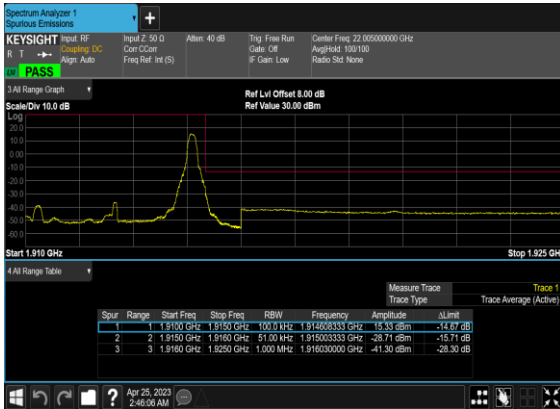 Spectrum Analyzer 1
Spurious Emissions
+
KEYSIGHT Input: RF Input Z: 50 Ω Atten: 40 dB Trig: Free Run Center Freq: 22.005000000 GHz
R T Coupling: DC Corr CCorr Gate: Off Avg|Hold: 100/100
Align: Auto Freq Ref: Int (S) IF Gain: Low Radio Std: None
PASS
3 All Range Graph
Ref Lvl Offset 8.00 dB
Scale/Div 10.0 dB Ref Value 30.00 dBm
Log
20.0
10.0
0.00
-10.0
-20.0
-30.0
-40.0
-50.0
-60.0
Start 1.910 GHz Stop 1.925 GH
4 All Range Table
Measure Trace Trace 1
Trace Type Trace Average (Active)
Spur Range Start Freq Stop Freq RBW Frequency Amplitude ΔLimit
1 1 1.9100 GHz 1.9150 GHz 100.0 kHz 1.914608333 GHz 15.33 dBm -14.67 dB
2 2 1.9150 GHz 1.9160 GHz 51.00 kHz 1.915003333 GHz -28.71 dBm -15.71 dB
3 3 1.9160 GHz 1.9250 GHz 1.000 MHz 1.916030000 GHz -41.30 dBm -28.30 dB
? Apr 25, 2023
2:46:06 AM